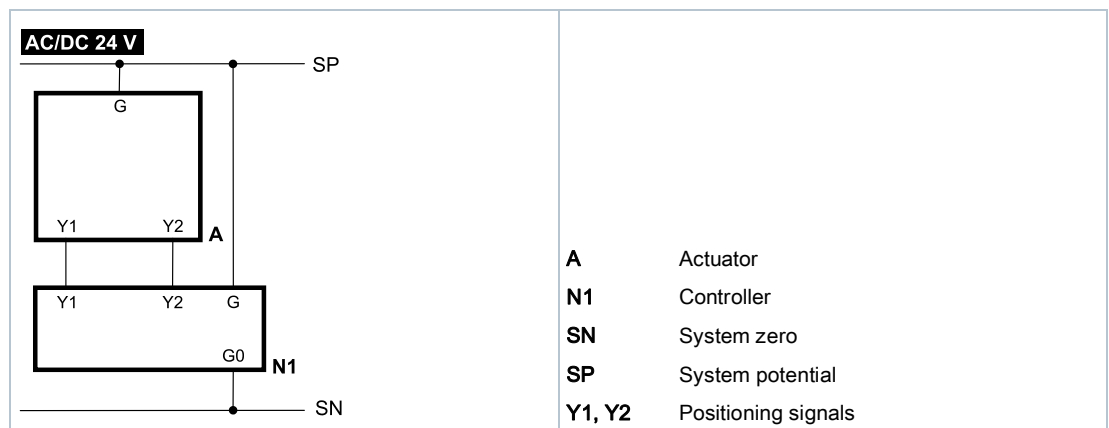 AC/DC 24 V
SP
G
Y1 Y2
A
Y1 Y2 G
G0
N1
SN
A Actuator
N1 Controller
SN System zero
SP System potential
Y1, Y2 Positioning signals